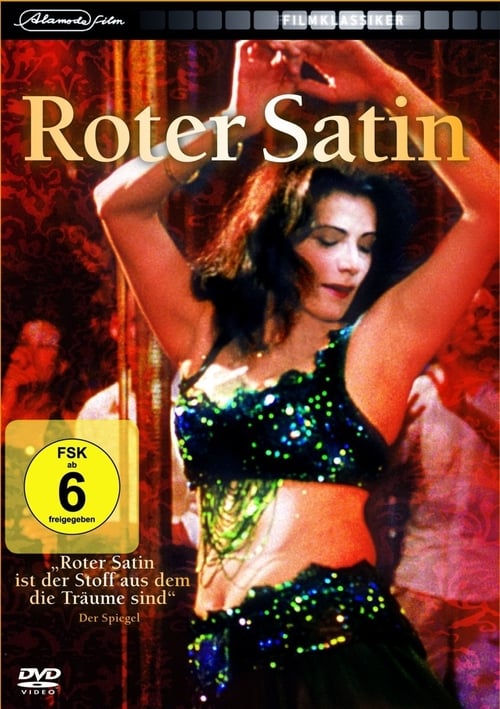 Alamode Film
FILMKLASSIKER
Roter Satin
FSK
ab
6
freigegeben
„Roter Satin
ist der Stoff aus dem
die Träume sind“
Der Spiegel
DVD
VIDEO